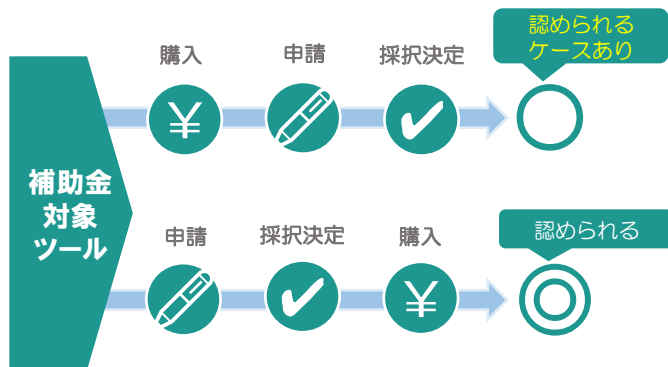 補助金
対象
ツール
購入
申請
採択決定
認められる
ケースあり
¥
申請
採択決定
購入
認められる
¥